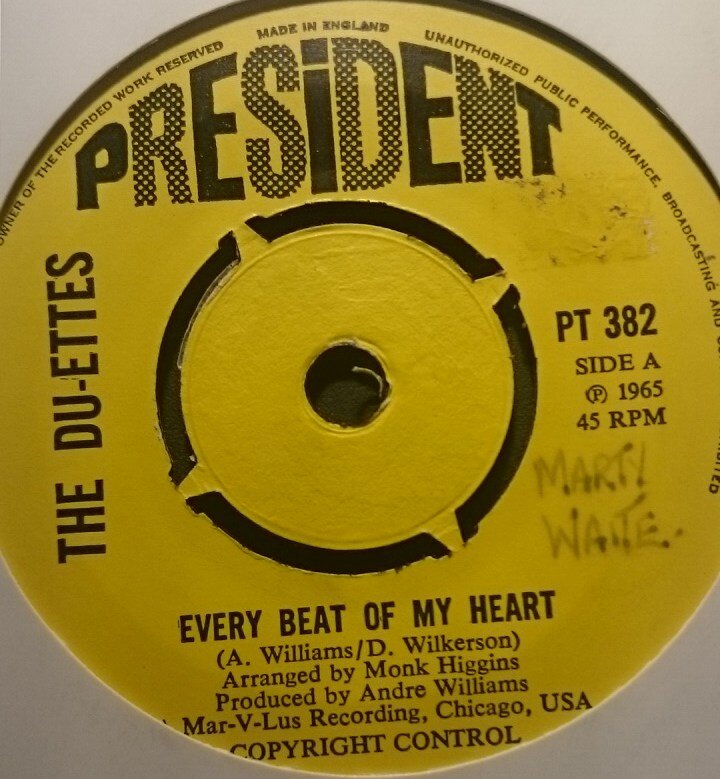 OWNER OF THE RECORDED WORK RESERVED
MADE IN ENGLAND
UNAUTHORIZED PUBLIC PERFORMANCE, BROADCASTING AND
PRESiDENT
THE DU-ETTES
PT 382
SIDE A
℗ 1965
45 RPM
MARTY
WAITE.
EVERY BEAT OF MY HEART
(A. Williams/D. Wilkerson)
Arranged by Monk Higgins
Produced by Andre Williams
Mar-V-Lus Recording, Chicago, USA
COPYRIGHT CONTROL